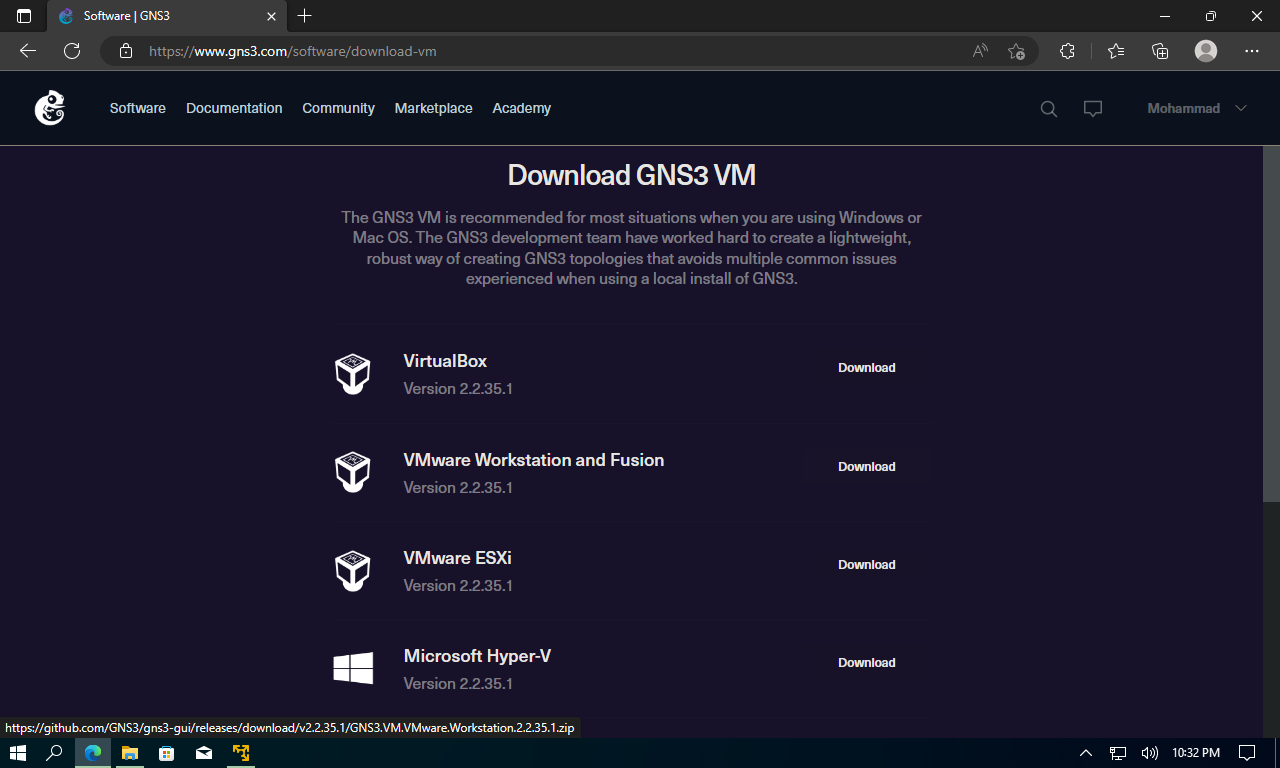 Software | GNS3
https://www.gns3.com/software/download-vm
Software Documentation Community Marketplace Academy
Mohammad
Download GNS3 VM
The GNS3 VM is recommended for most situations when you are using Windows or
Mac OS. The GNS3 development team have worked hard to create a lightweight,
robust way of creating GNS3 topologies that avoids multiple common issues
experienced when using a local install of GNS3.
VirtualBox
Version 2.2.35.1
Download
VMware Workstation and Fusion
Version 2.2.35.1
Download
VMware ESXi
Version 2.2.35.1
Download
Microsoft Hyper-V
Version 2.2.35.1
Download
https://github.com/GNS3/gns3-gui/releases/download/v2.2.35.1/GNS3.VM.VMware.Workstation.2.2.35.1.zip
10:32 PM